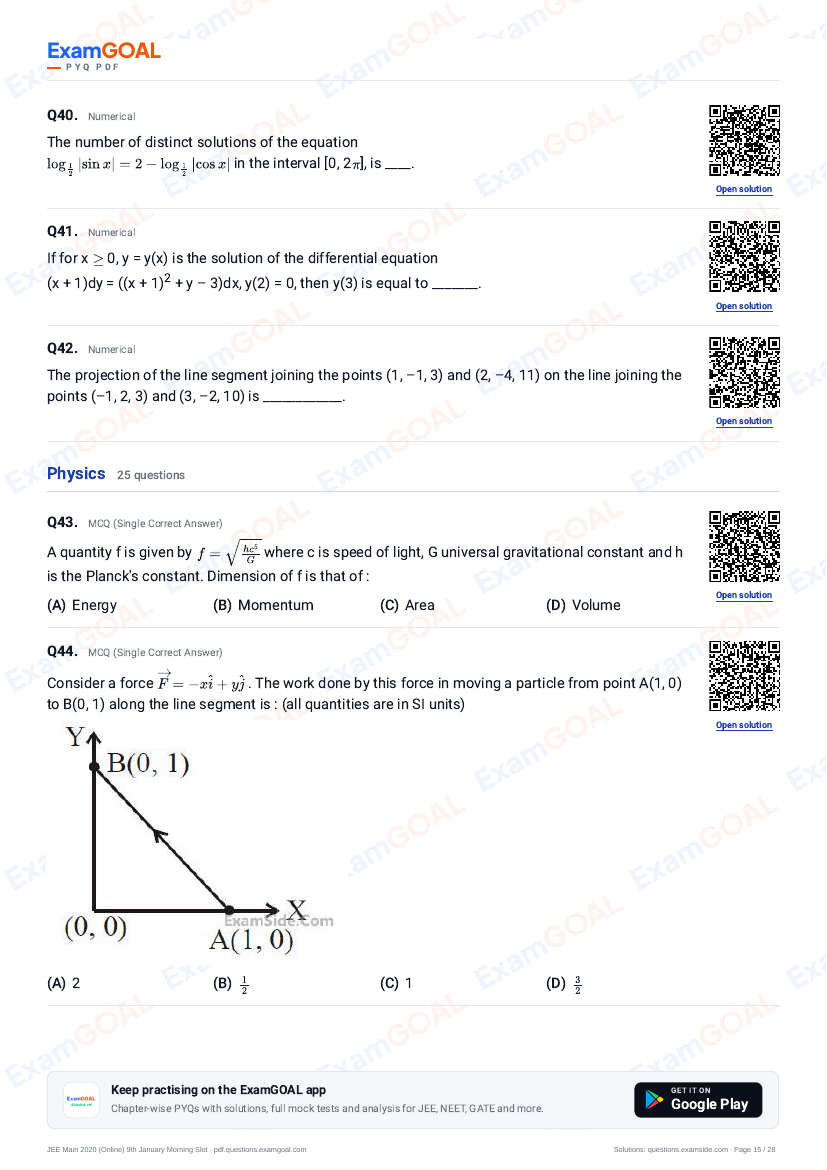 ExamGOAL
PYQ PDF
Q40. Numerical
The number of distinct solutions of the equation
log_{1/2} |sin x| = 2 − log_{1/2} |cos x| in the interval [0, 2π], is ____.
Open solution
Q41. Numerical
If for x ≥ 0, y = y(x) is the solution of the differential equation
(x + 1)dy = ((x + 1)² + y − 3)dx, y(2) = 0, then y(3) is equal to _______.
Open solution
Q42. Numerical
The projection of the line segment joining the points (1, −1, 3) and (2, −4, 11) on the line joining the
points (−1, 2, 3) and (3, −2, 10) is ____________.
Open solution
Physics 25 questions
Q43. MCQ (Single Correct Answer)
A quantity f is given by f = √(hc⁵/G) where c is speed of light, G universal gravitational constant and h
is the Planck's constant. Dimension of f is that of :
(A) Energy (B) Momentum (C) Area (D) Volume
Open solution
Q44. MCQ (Single Correct Answer)
Consider a force F⃗ = −xî + yĵ . The work done by this force in moving a particle from point A(1, 0)
to B(0, 1) along the line segment is : (all quantities are in SI units)
Open solution
Y
B(0, 1)
X
ExamSide.Com
(0, 0)
A(1, 0)
(A) 2 (B) 1/2 (C) 1 (D) 3/2
Keep practising on the ExamGOAL app
Chapter-wise PYQs with solutions, full mock tests and analysis for JEE, NEET, GATE and more.
GET IT ON
Google Play
JEE Main 2020 (Online) 9th January Morning Slot · pdf.questions.examgoal.com
Solutions: questions.examside.com · Page 15 / 28